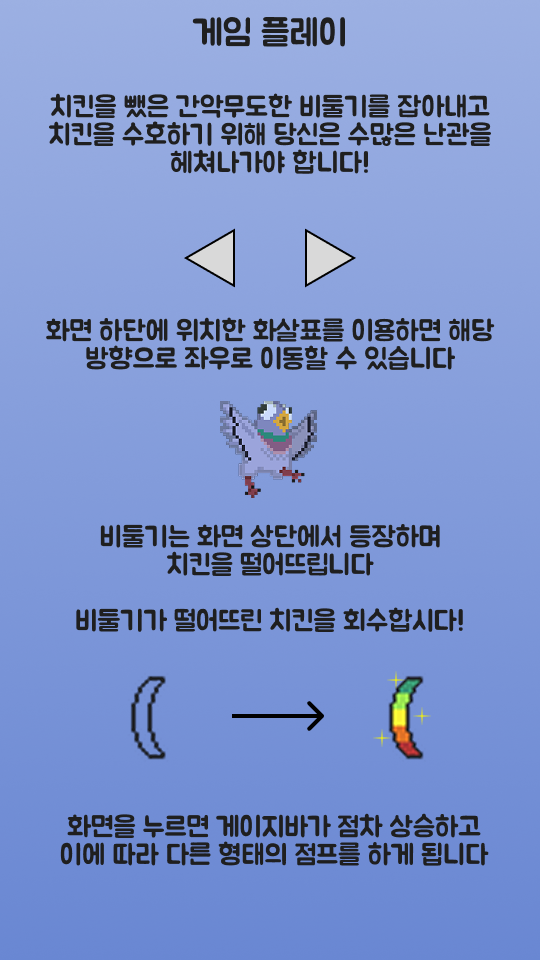 게임 플레이
치킨을 뺐은 간악무도한 비둘기를 잡아내고
치킨을 수호하기 위해 당신은 수많은 난관을
헤쳐나가야 합니다!
화면 하단에 위치한 화살표를 이용하면 해당
방향으로 좌우로 이동할 수 있습니다
비둘기는 화면 상단에서 등장하며
치킨을 떨어뜨립니다
비둘기가 떨어뜨린 치킨을 회수합시다!
화면을 누르면 게이지바가 점차 상승하고
이에 따라 다른 형태의 점프를 하게 됩니다